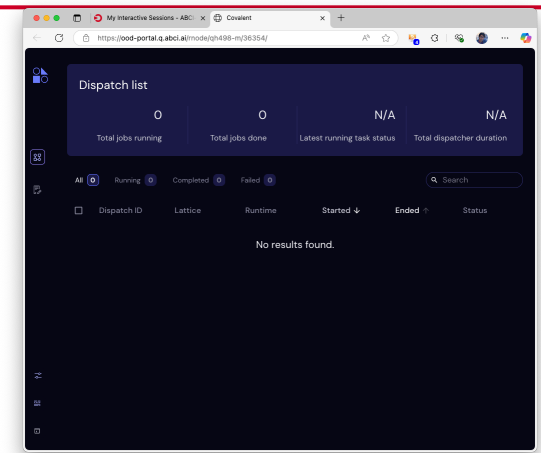 My Interactive Sessions - ABC
Covalent
https://ood-portal.q.abci.ai/rnode/qh498-m/36354/
Dispatch list
0 0 N/A N/A
Total jobs running Total jobs done Latest running task status Total dispatcher duration
All 0 Running 0 Completed 0 Failed 0 Search
Dispatch ID Lattice Runtime Started Ended Status
No results found.